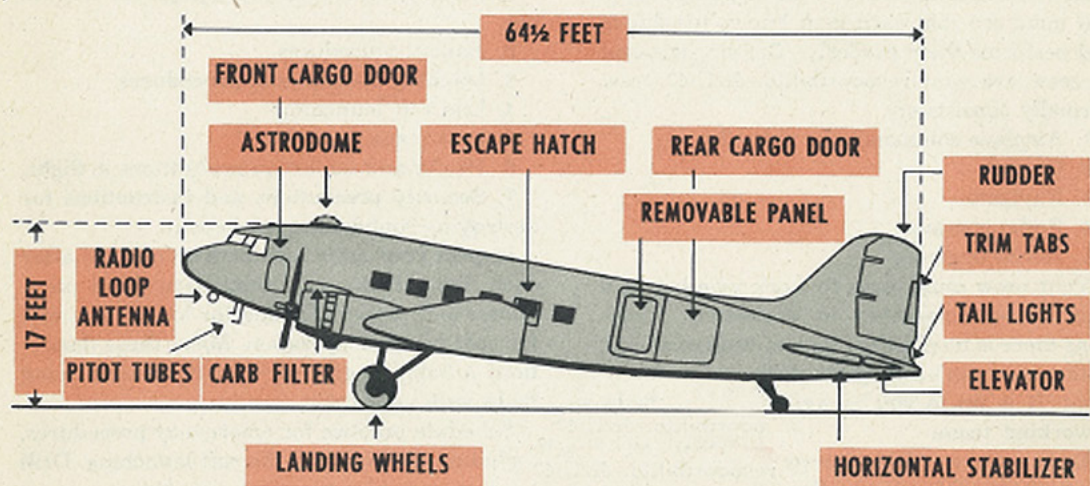 64½ FEET
FRONT CARGO DOOR
ASTRODOME
ESCAPE HATCH
REAR CARGO DOOR
RUDDER
REMOVABLE PANEL
TRIM TABS
RADIO
LOOP
ANTENNA
17 FEET
TAIL LIGHTS
PITOT TUBES
CARB FILTER
ELEVATOR
LANDING WHEELS
HORIZONTAL STABILIZER